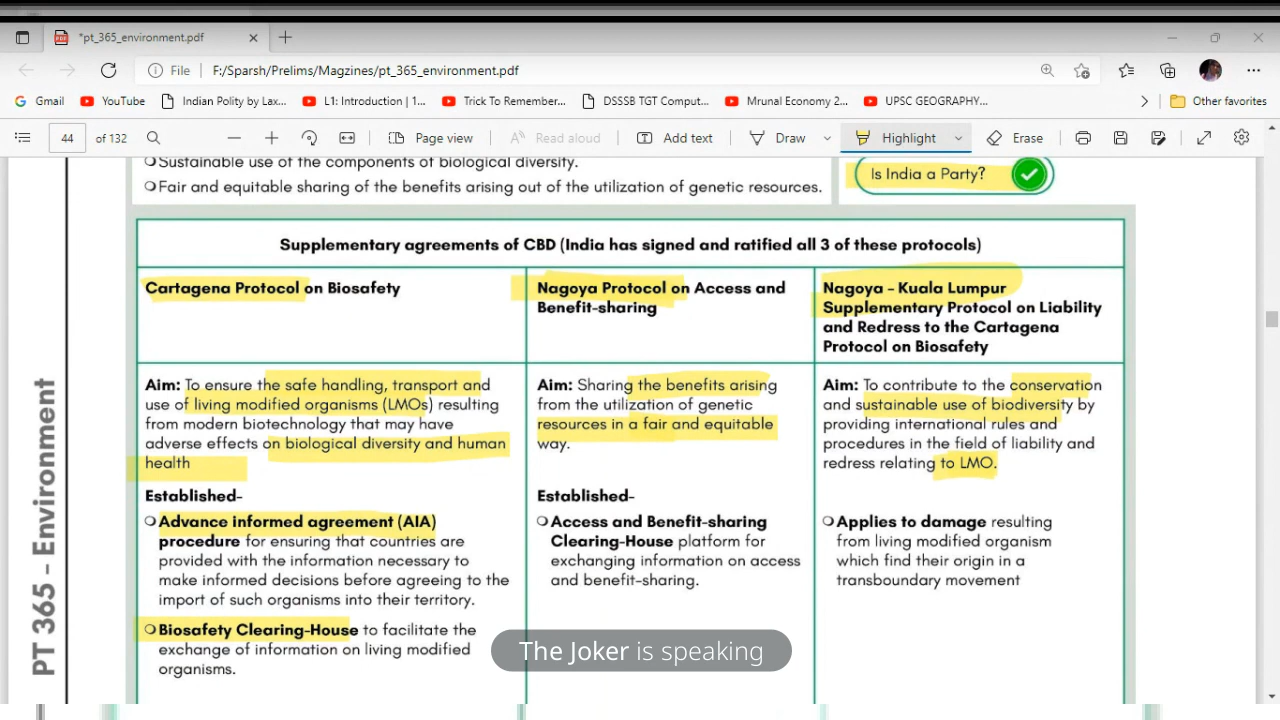 *pt_365_environment.pdf
File F:/Sparsh/Prelims/Magzines/pt_365_environment.pdf
Gmail YouTube Indian Polity by Lax... L1: Introduction | 1... Trick To Remember... DSSSB TGT Comput... Mrunal Economy 2... UPSC GEOGRAPHY... Other favorites
44 of 132 Page view Read aloud Add text Draw Highlight Erase
Sustainable use of the components of biological diversity.
Fair and equitable sharing of the benefits arising out of the utilization of genetic resources.
Is India a Party?
Supplementary agreements of CBD (India has signed and ratified all 3 of these protocols)
Cartagena Protocol on Biosafety
Nagoya Protocol on Access and
Benefit-sharing
Nagoya – Kuala Lumpur
Supplementary Protocol on Liability
and Redress to the Cartagena
Protocol on Biosafety
Aim: To ensure the safe handling, transport and
use of living modified organisms (LMOs) resulting
from modern biotechnology that may have
adverse effects on biological diversity and human
health
Established-
Advance informed agreement (AIA)
procedure for ensuring that countries are
provided with the information necessary to
make informed decisions before agreeing to the
import of such organisms into their territory.
Biosafety Clearing-House to facilitate the
exchange of information on living modified
organisms.
Aim: Sharing the benefits arising
from the utilization of genetic
resources in a fair and equitable
way.
Established-
Access and Benefit-sharing
Clearing-House platform for
exchanging information on access
and benefit-sharing.
Aim: To contribute to the conservation
and sustainable use of biodiversity by
providing international rules and
procedures in the field of liability and
redress relating to LMO.
Applies to damage resulting
from living modified organism
which find their origin in a
transboundary movement
PT 365 - Environment
The Joker is speaking